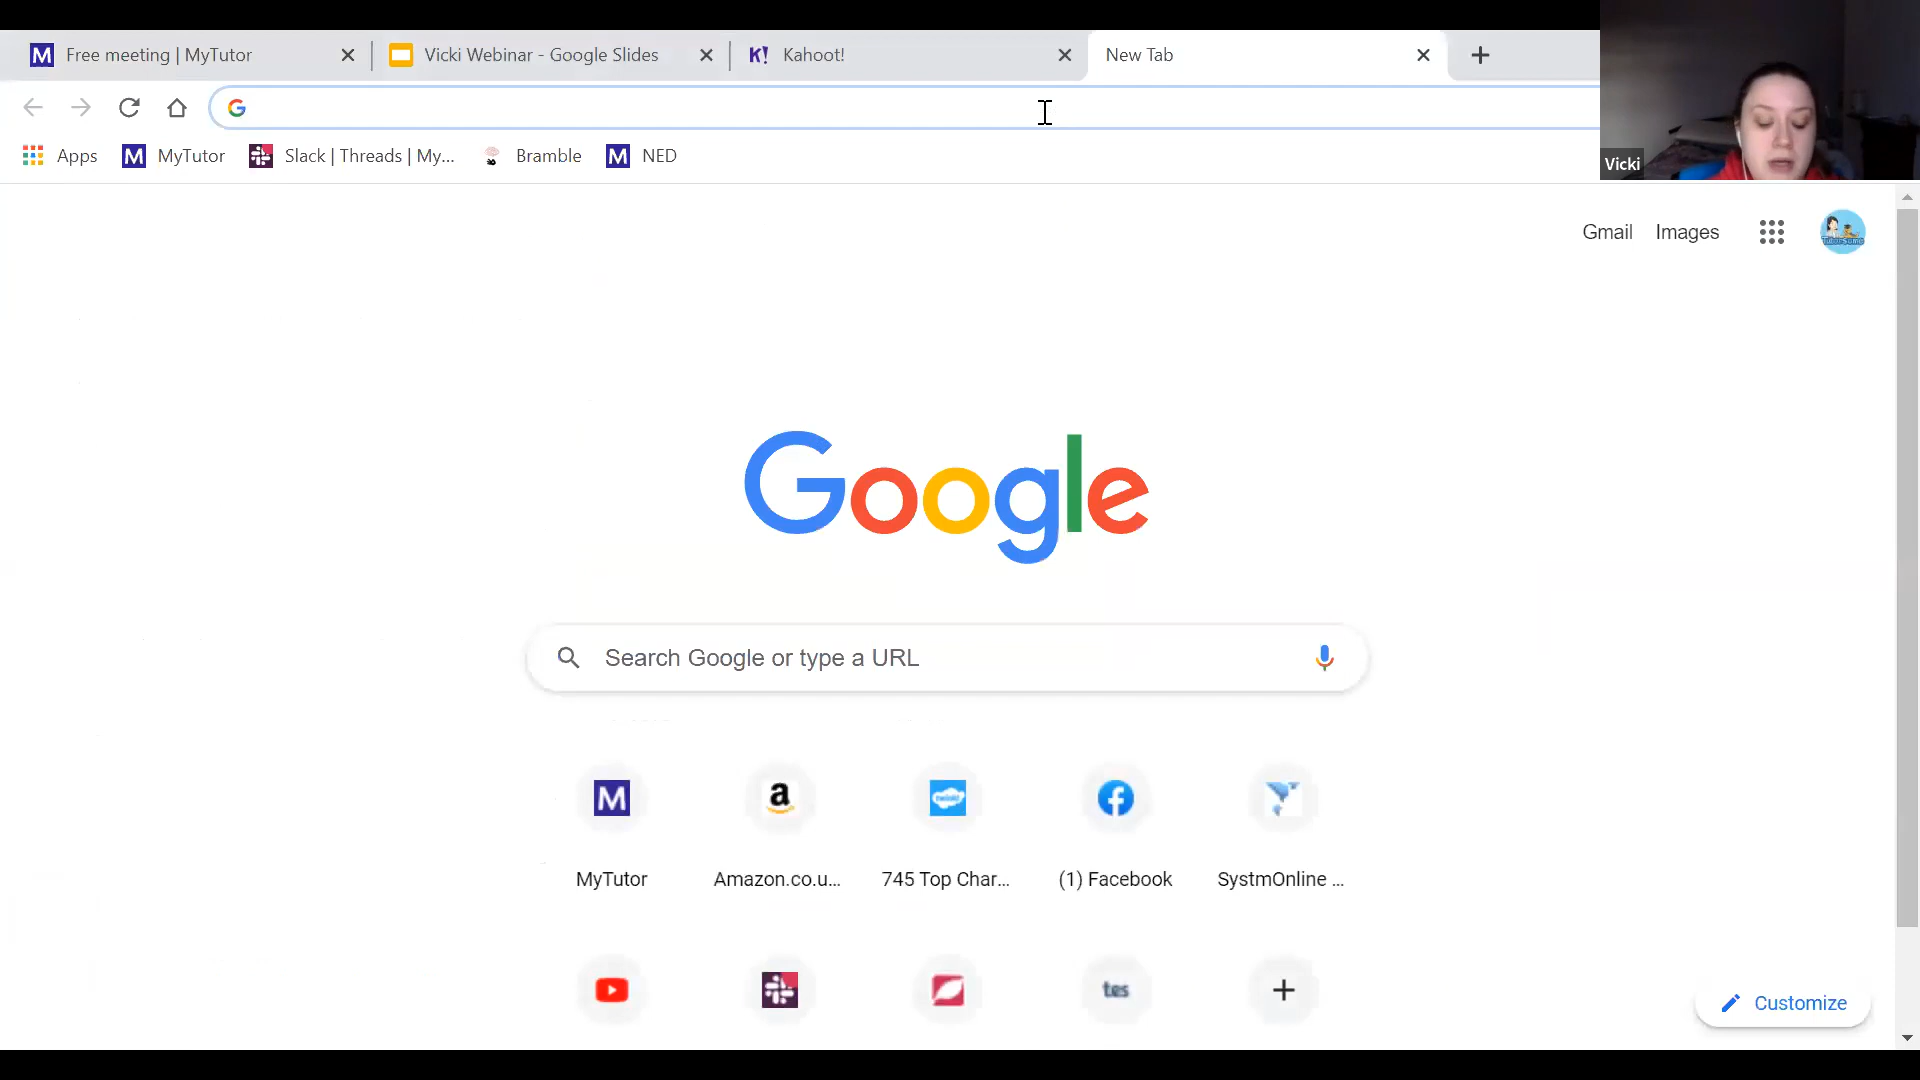 Free meeting | MyTutor
Vicki Webinar - Google Slides
K! Kahoot!
New Tab
Apps
M MyTutor
Slack | Threads | My...
Bramble
M NED
Vicki
Gmail Images
Google
Search Google or type a URL
MyTutor
Amazon.co.u...
745 Top Char...
(1) Facebook
SystmOnline ...
tes
Customize